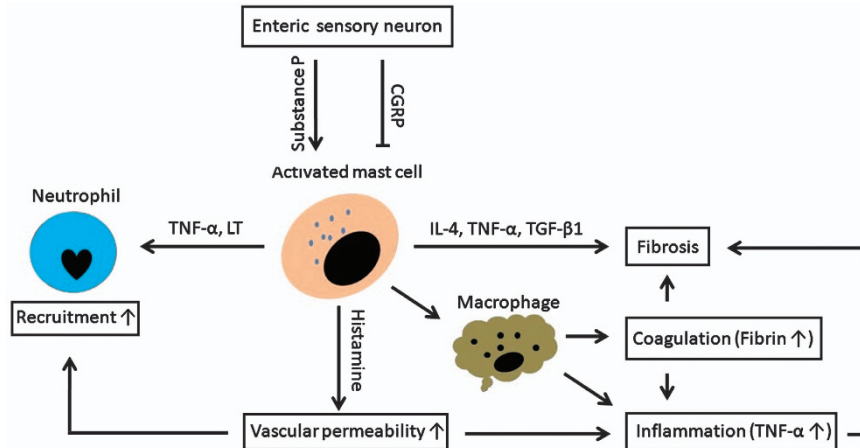 Enteric sensory neuron
Substance P
CGRP
Activated mast cell
Neutrophil
TNF-α, LT
IL-4, TNF-α, TGF-β1
Fibrosis
Macrophage
Recruitment ↑
Histamine
Coagulation (Fibrin ↑)
Vascular permeability ↑
Inflammation (TNF-α ↑)